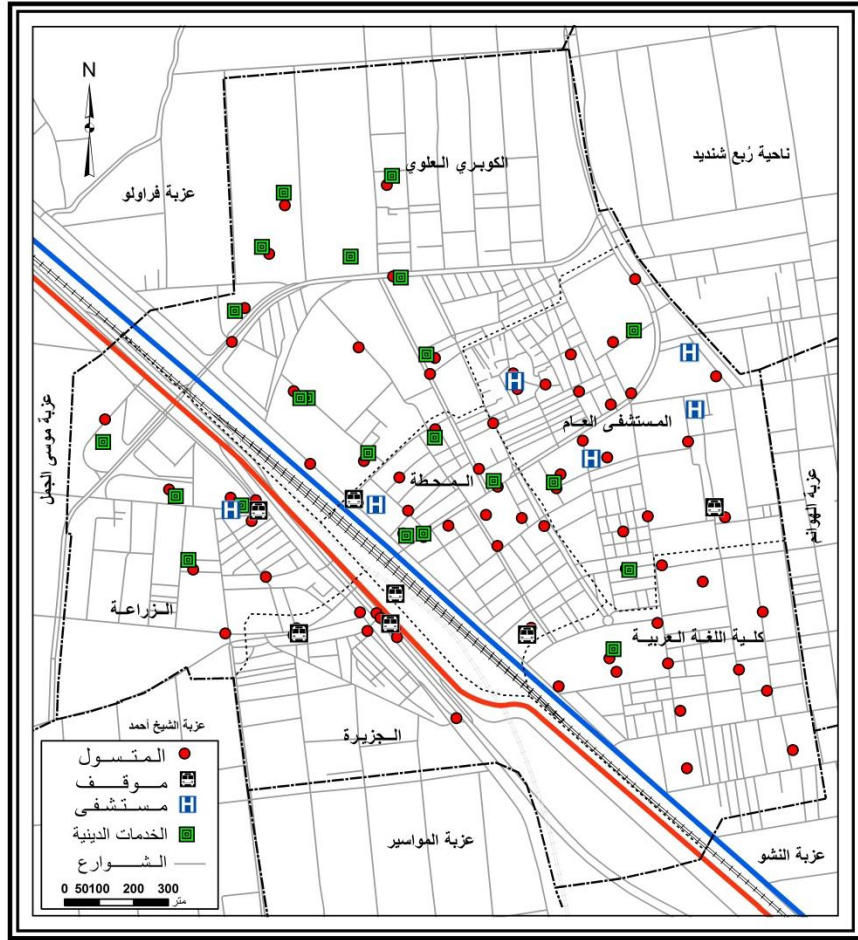 N
الكوبري العلوي
ناحية رُبع شنديد
عزبة فراولو
عزبة موسى الجمل
المستشفى العام
المحطة
عزبة الهوانم
الزراعة
كلية اللغة العربية
عزبة الشيخ أحمد
الجزيرة
عزبة المواسير
عزبة النشو
المتسول
موقف
مستشفى
الخدمات الدينية
الشوارع
0 50100 200 300
متر
H
H
H
H
H
H
H